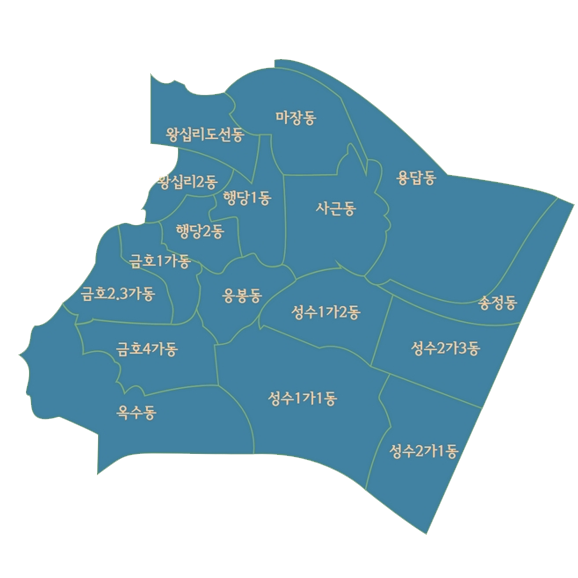 마장동
왕십리도선동
용답동
왕십리2동
행당1동
사근동
행당2동
금호1가동
금호2,3가동
응봉동
송정동
성수1가2동
금호4가동
성수2가3동
성수1가1동
옥수동
성수2가1동